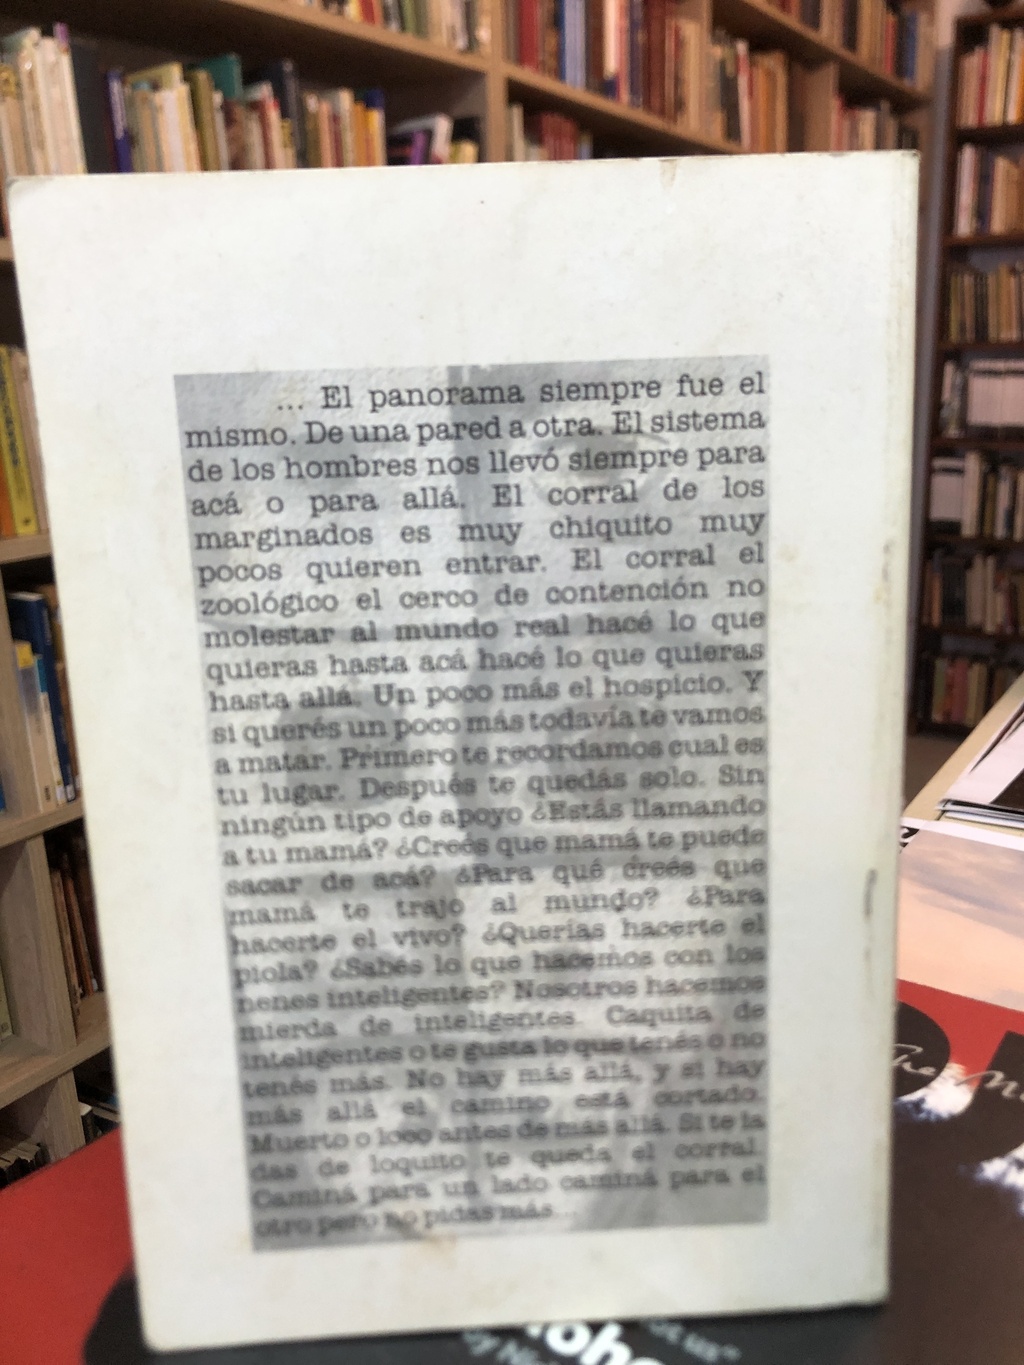 ... El panorama siempre fue el
mismo. De una pared a otra. El sistema
de los hombres nos llevó siempre para
acá o para allá. El corral de los
marginados es muy chiquito muy
pocos quieren entrar. El corral el
zoológico el cerco de contención no
molestar al mundo real hacé lo que
quieras hasta acá hacé lo que quieras
hasta allá. Un poco más el hospicio. Y
si querés un poco más todavía te vamos
a matar. Primero te recordamos cual es
tu lugar. Después te quedás solo. Sin
ningún tipo de apoyo ¿Estás llamando
a tu mamá? ¿Creés que mamá te puede
sacar de acá? ¿Para qué creés que
mamá te trajo al mundo? ¿Para
hacerte el vivo? ¿Querías hacerte el
piola? ¿Sabés lo que hacemos con los
nenes inteligentes? Nosotros hacemos
mierda de inteligentes. Caquita de
inteligentes o te gusta lo que tenés o no
tenés más. No hay más allá, y si hay
más allá el camino está cortado.
Muerto o loco antes de más allá. Si te la
das de loquito te queda el corral.
Caminá para un lado caminá para el
otro pero no pidas más...